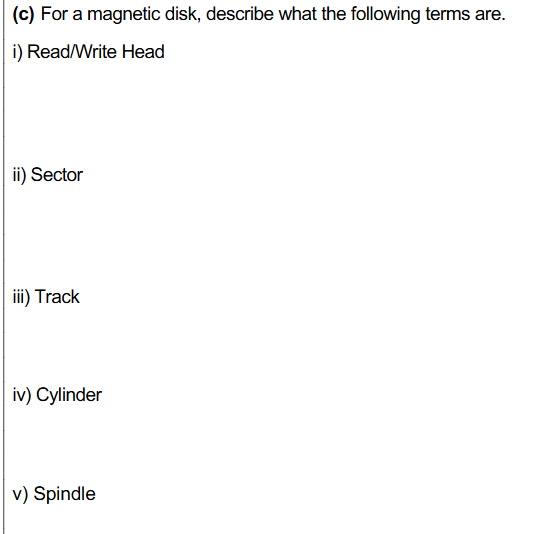 (c) For a magnetic disk, describe what the following terms are.
i) Read/Write Head
ii) Sector
iii) Track
iv) Cylinder
v) Spindle